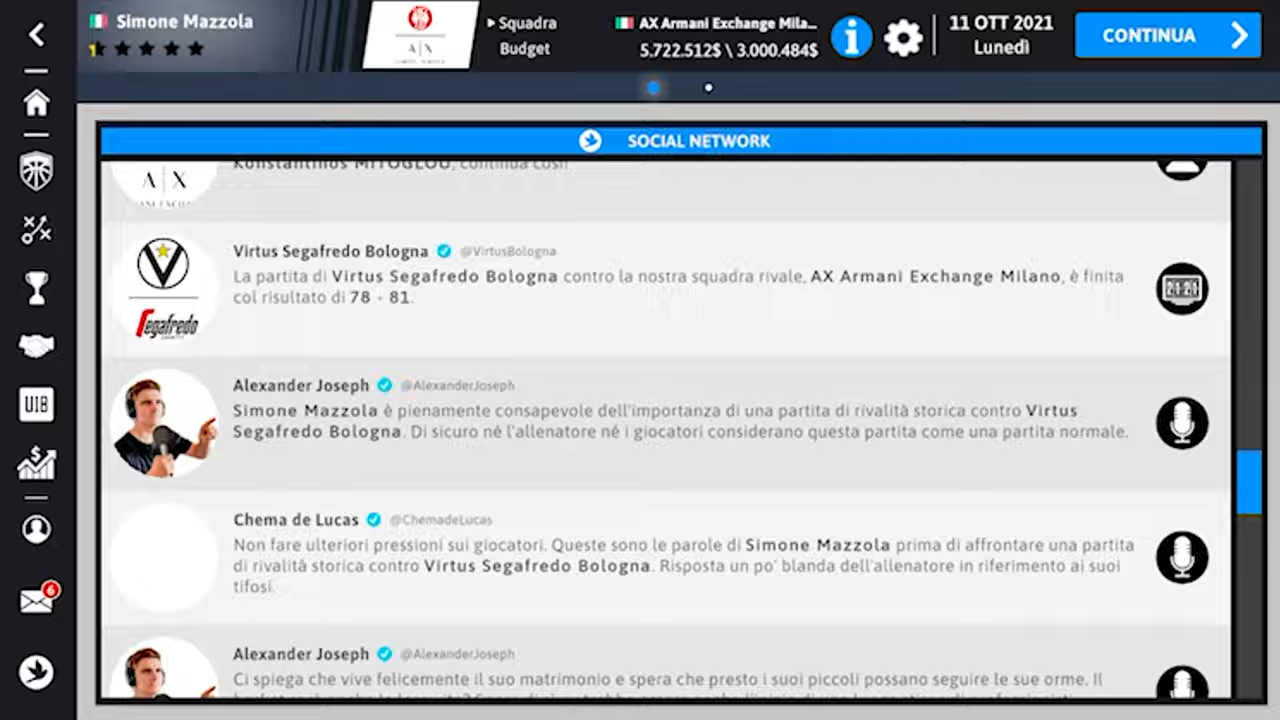 Simone Mazzola
A|X
Squadra
Budget
AX Armani Exchange Mila...
5.722.512$ \ 3.000.484$
11 OTT 2021
Lunedì
CONTINUA
SOCIAL NETWORK
Konstantinos MITOGLOU, continua così!
A|X
Virtus Segafredo Bologna @VirtusBologna
La partita di Virtus Segafredo Bologna contro la nostra squadra rivale, AX Armani Exchange Milano, è finita
col risultato di 78 - 81.
Segafredo
21:21
Alexander Joseph @AlexanderJoseph
Simone Mazzola è pienamente consapevole dell'importanza di una partita di rivalità storica contro Virtus
Segafredo Bologna. Di sicuro né l'allenatore né i giocatori considerano questa partita come una partita normale.
Chema de Lucas @ChemadeLucas
Non fare ulteriori pressioni sui giocatori. Queste sono le parole di Simone Mazzola prima di affrontare una partita
di rivalità storica contro Virtus Segafredo Bologna. Risposta un po' blanda dell'allenatore in riferimento ai suoi
tifosi.
Alexander Joseph @AlexanderJoseph
Ci spiega che vive felicemente il suo matrimonio e spera che presto i suoi piccoli possano seguire le sue orme. Il
U18
6